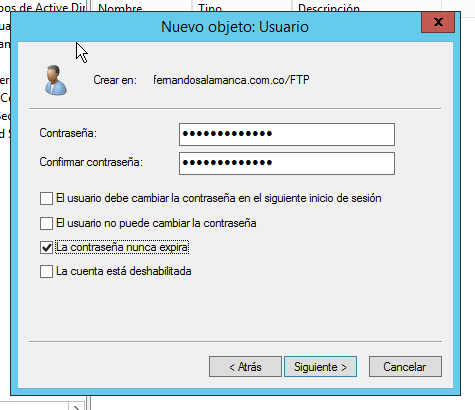 pos de Active Dir
Nombre
Tipo
Descripción
Nuevo objeto: Usuario
x
Crear en: fernandosalamanca.com.co/FTP
Contraseña: •••••••••••••
Confirmar contraseña: •••••••••••••
El usuario debe cambiar la contraseña en el siguiente inicio de sesión
El usuario no puede cambiar la contraseña
La contraseña nunca expira
La cuenta está deshabilitada
< Atrás
Siguiente >
Cancelar